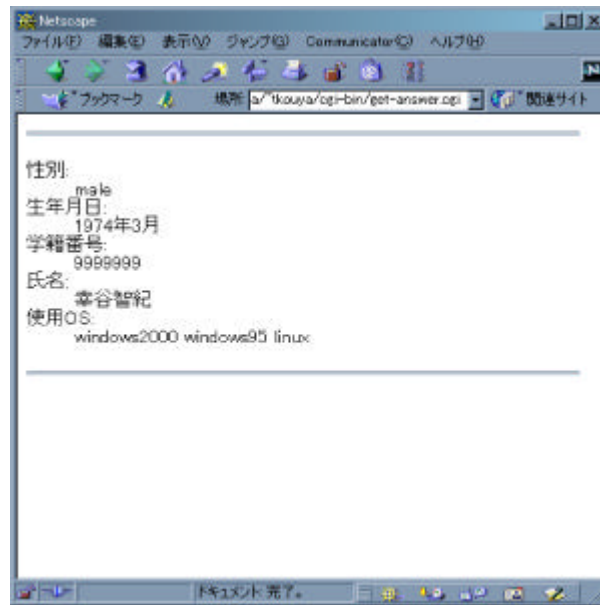 Netscape
ファイル(F) 編集(E) 表示(V) ジャンプ(G) Communicator(C) ヘルプ(H)
ブックマーク 場所 a/~tkouya/cgi-bin/get-answer.cgi 関連サイト
性別:
male
生年月日:
1974年3月
学籍番号:
9999999
氏名:
幸谷智紀
使用OS:
windows2000 windows95 linux
ドキュメント:完了。